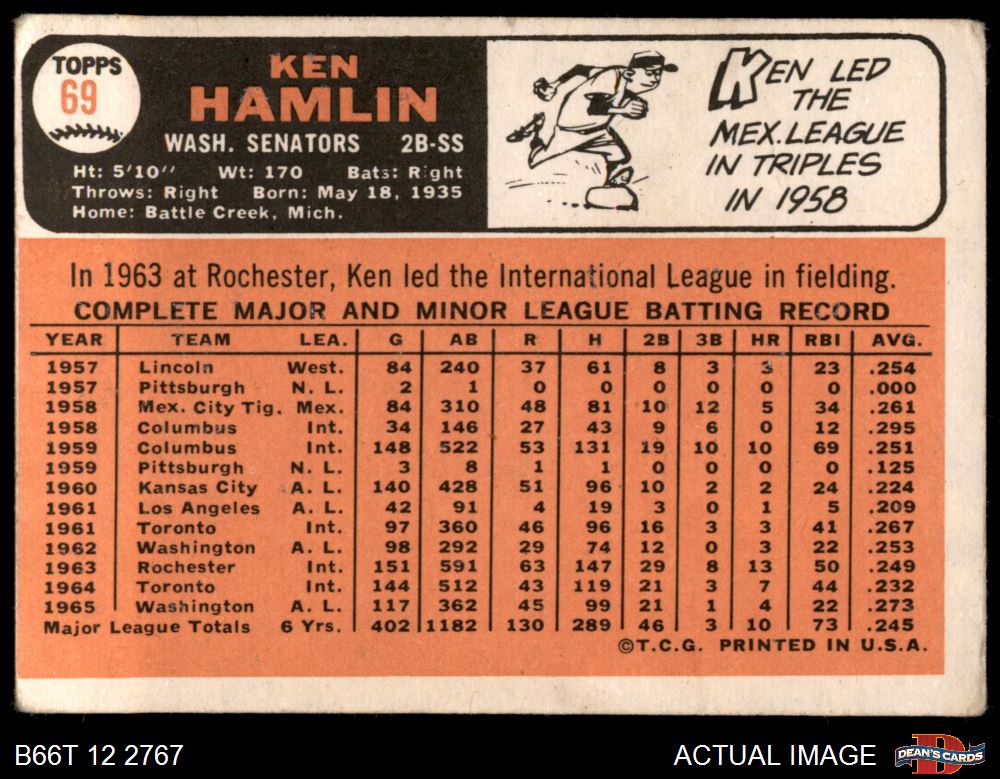 TOPPS
69
KEN
HAMLIN
WASH. SENATORS 2B-SS
Ht: 5'10" Wt: 170 Bats: Right
Throws: Right Born: May 18, 1935
Home: Battle Creek, Mich.
KEN LED
THE
MEX. LEAGUE
IN TRIPLES
IN 1958
In 1963 at Rochester, Ken led the International League in fielding.
COMPLETE MAJOR AND MINOR LEAGUE BATTING RECORD
YEAR TEAM LEA. G AB R H 2B 3B HR RBI AVG.
1957 Lincoln West. 84 240 37 61 8 3 3 23 .254
1957 Pittsburgh N. L. 2 1 0 0 0 0 0 0 .000
1958 Mex. City Tig. Mex. 84 310 48 81 10 12 5 34 .261
1958 Columbus Int. 34 146 27 43 9 6 0 12 .295
1959 Columbus Int. 148 522 53 131 19 10 10 69 .251
1959 Pittsburgh N. L. 3 8 1 1 0 0 0 0 .125
1960 Kansas City A. L. 140 428 51 96 10 2 2 24 .224
1961 Los Angeles A. L. 42 91 4 19 3 0 1 5 .209
1961 Toronto Int. 97 360 46 96 16 3 3 41 .267
1962 Washington A. L. 98 292 29 74 12 0 3 22 .253
1963 Rochester Int. 151 591 63 147 29 8 13 50 .249
1964 Toronto Int. 144 512 43 119 21 3 7 44 .232
1965 Washington A. L. 117 362 45 99 21 1 4 22 .273
Major League Totals 6 Yrs. 402 1182 130 289 46 3 10 73 .245
©T.C.G. PRINTED IN U.S.A.
B66T 12 2767
ACTUAL IMAGE
DEAN'S CARDS